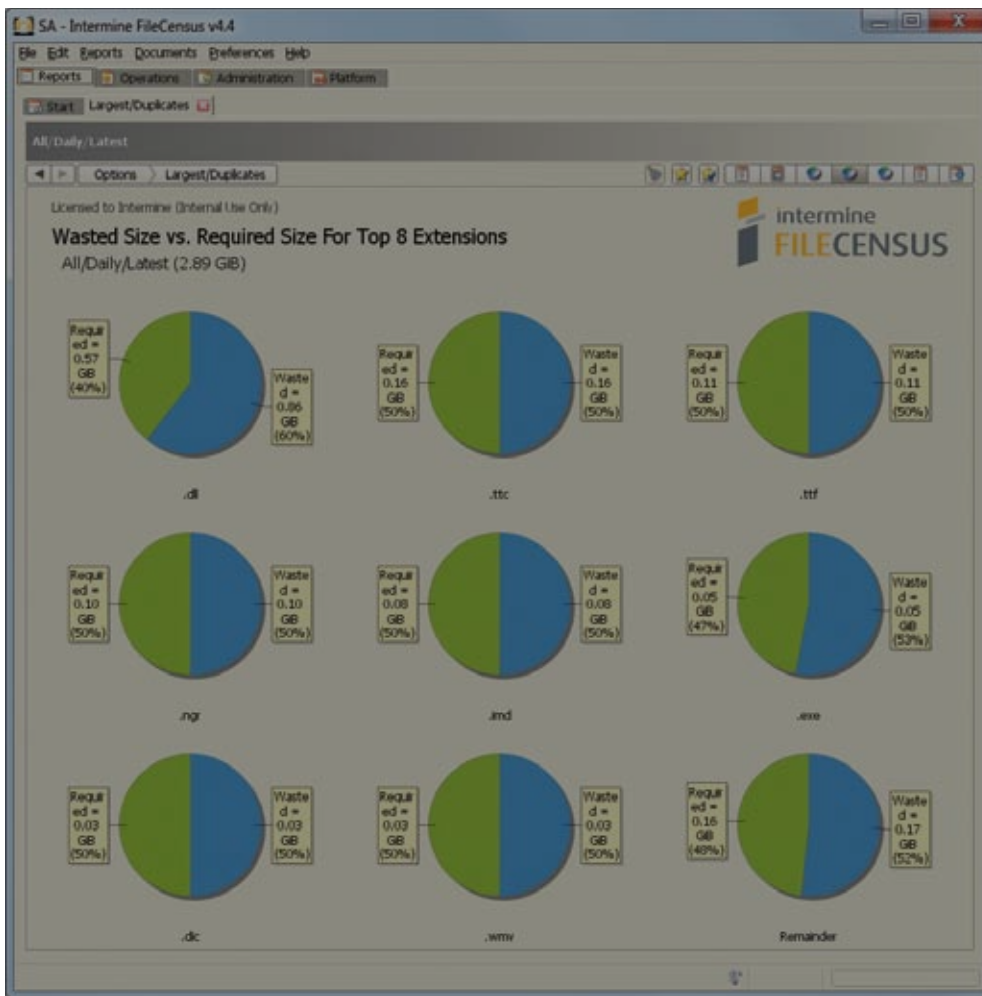 SA - Intermine FileCensus v4.4
File Edit Reports Documents Preferences Help
Reports Operations Administration Platform
Start Largest/Duplicates
All/Daily/Latest
Options Largest/Duplicates
Licensed to Intermine (Internal Use Only)
intermine
FILECENSUS
Wasted Size vs. Required Size For Top 8 Extensions
All/Daily/Latest (2.89 GiB)
Requir
ed =
0.57
GB
(40%)
Waste
d =
0.86
GB
(60%)
.dll
Requir
ed =
0.16
GB
(50%)
Waste
d =
0.16
GB
(50%)
.ttc
Requir
ed =
0.11
GB
(50%)
Waste
d =
0.11
GB
(50%)
.ttf
Requir
ed =
0.10
GB
(50%)
Waste
d =
0.10
GB
(50%)
.ngr
Requir
ed =
0.08
GB
(50%)
Waste
d =
0.08
GB
(50%)
.imd
Requir
ed =
0.05
GB
(47%)
Waste
d =
0.05
GB
(53%)
.exe
Requir
ed =
0.03
GB
(50%)
Waste
d =
0.03
GB
(50%)
.dic
Requir
ed =
0.03
GB
(50%)
Waste
d =
0.03
GB
(50%)
.wmv
Requir
ed =
0.16
GB
(48%)
Waste
d =
0.17
GB
(52%)
Remainder